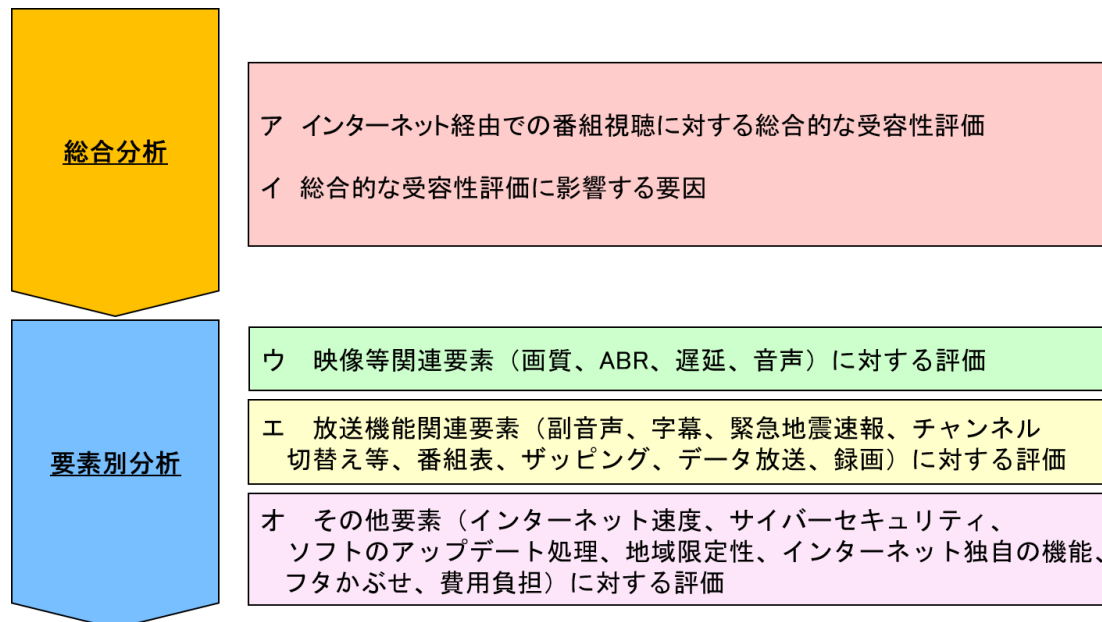 総合分析
ア インターネット経由での番組視聴に対する総合的な受容性評価
イ 総合的な受容性評価に影響する要因
要素別分析
ウ 映像等関連要素（画質、ABR、遅延、音声）に対する評価
エ 放送機能関連要素（副音声、字幕、緊急地震速報、チャンネル
切替え等、番組表、ザッピング、データ放送、録画）に対する評価
オ その他要素（インターネット速度、サイバーセキュリティ、
ソフトのアップデート処理、地域限定性、インターネット独自の機能、
フタかぶせ、費用負担）に対する評価